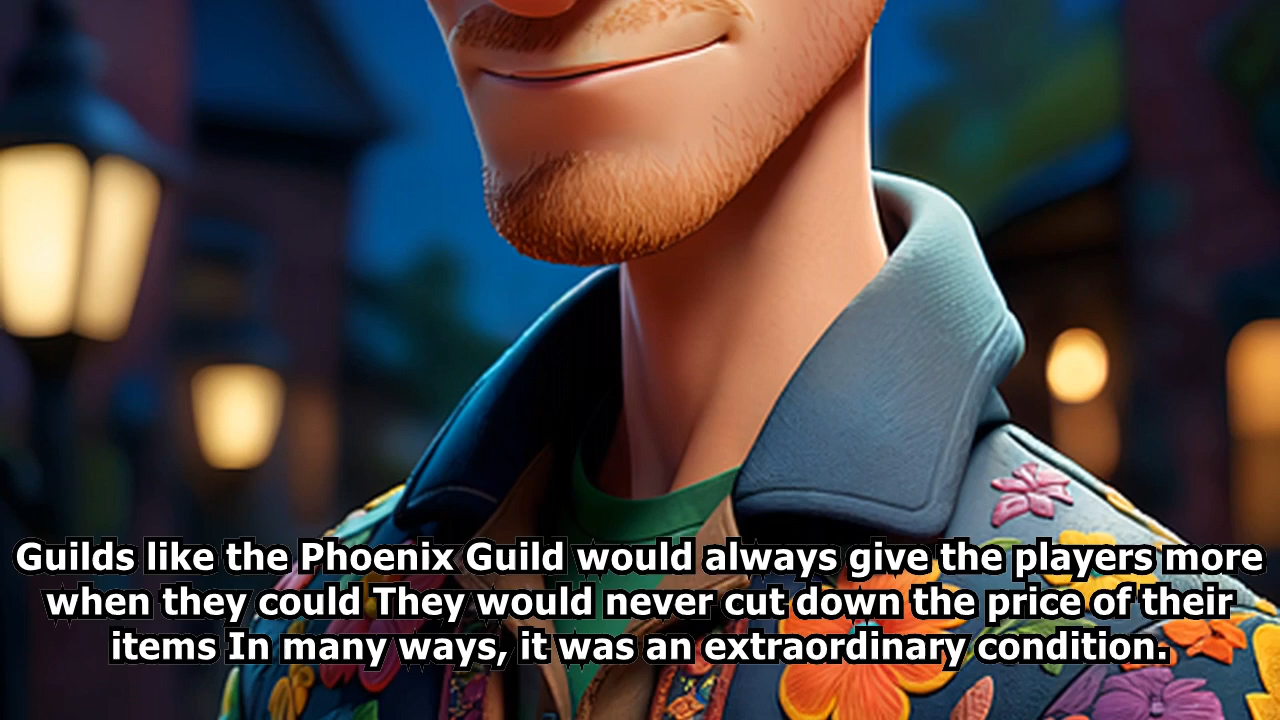 Guilds like the Phoenix Guild would always give the players more
when they could They would never cut down the price of their
items In many ways, it was an extraordinary condition.